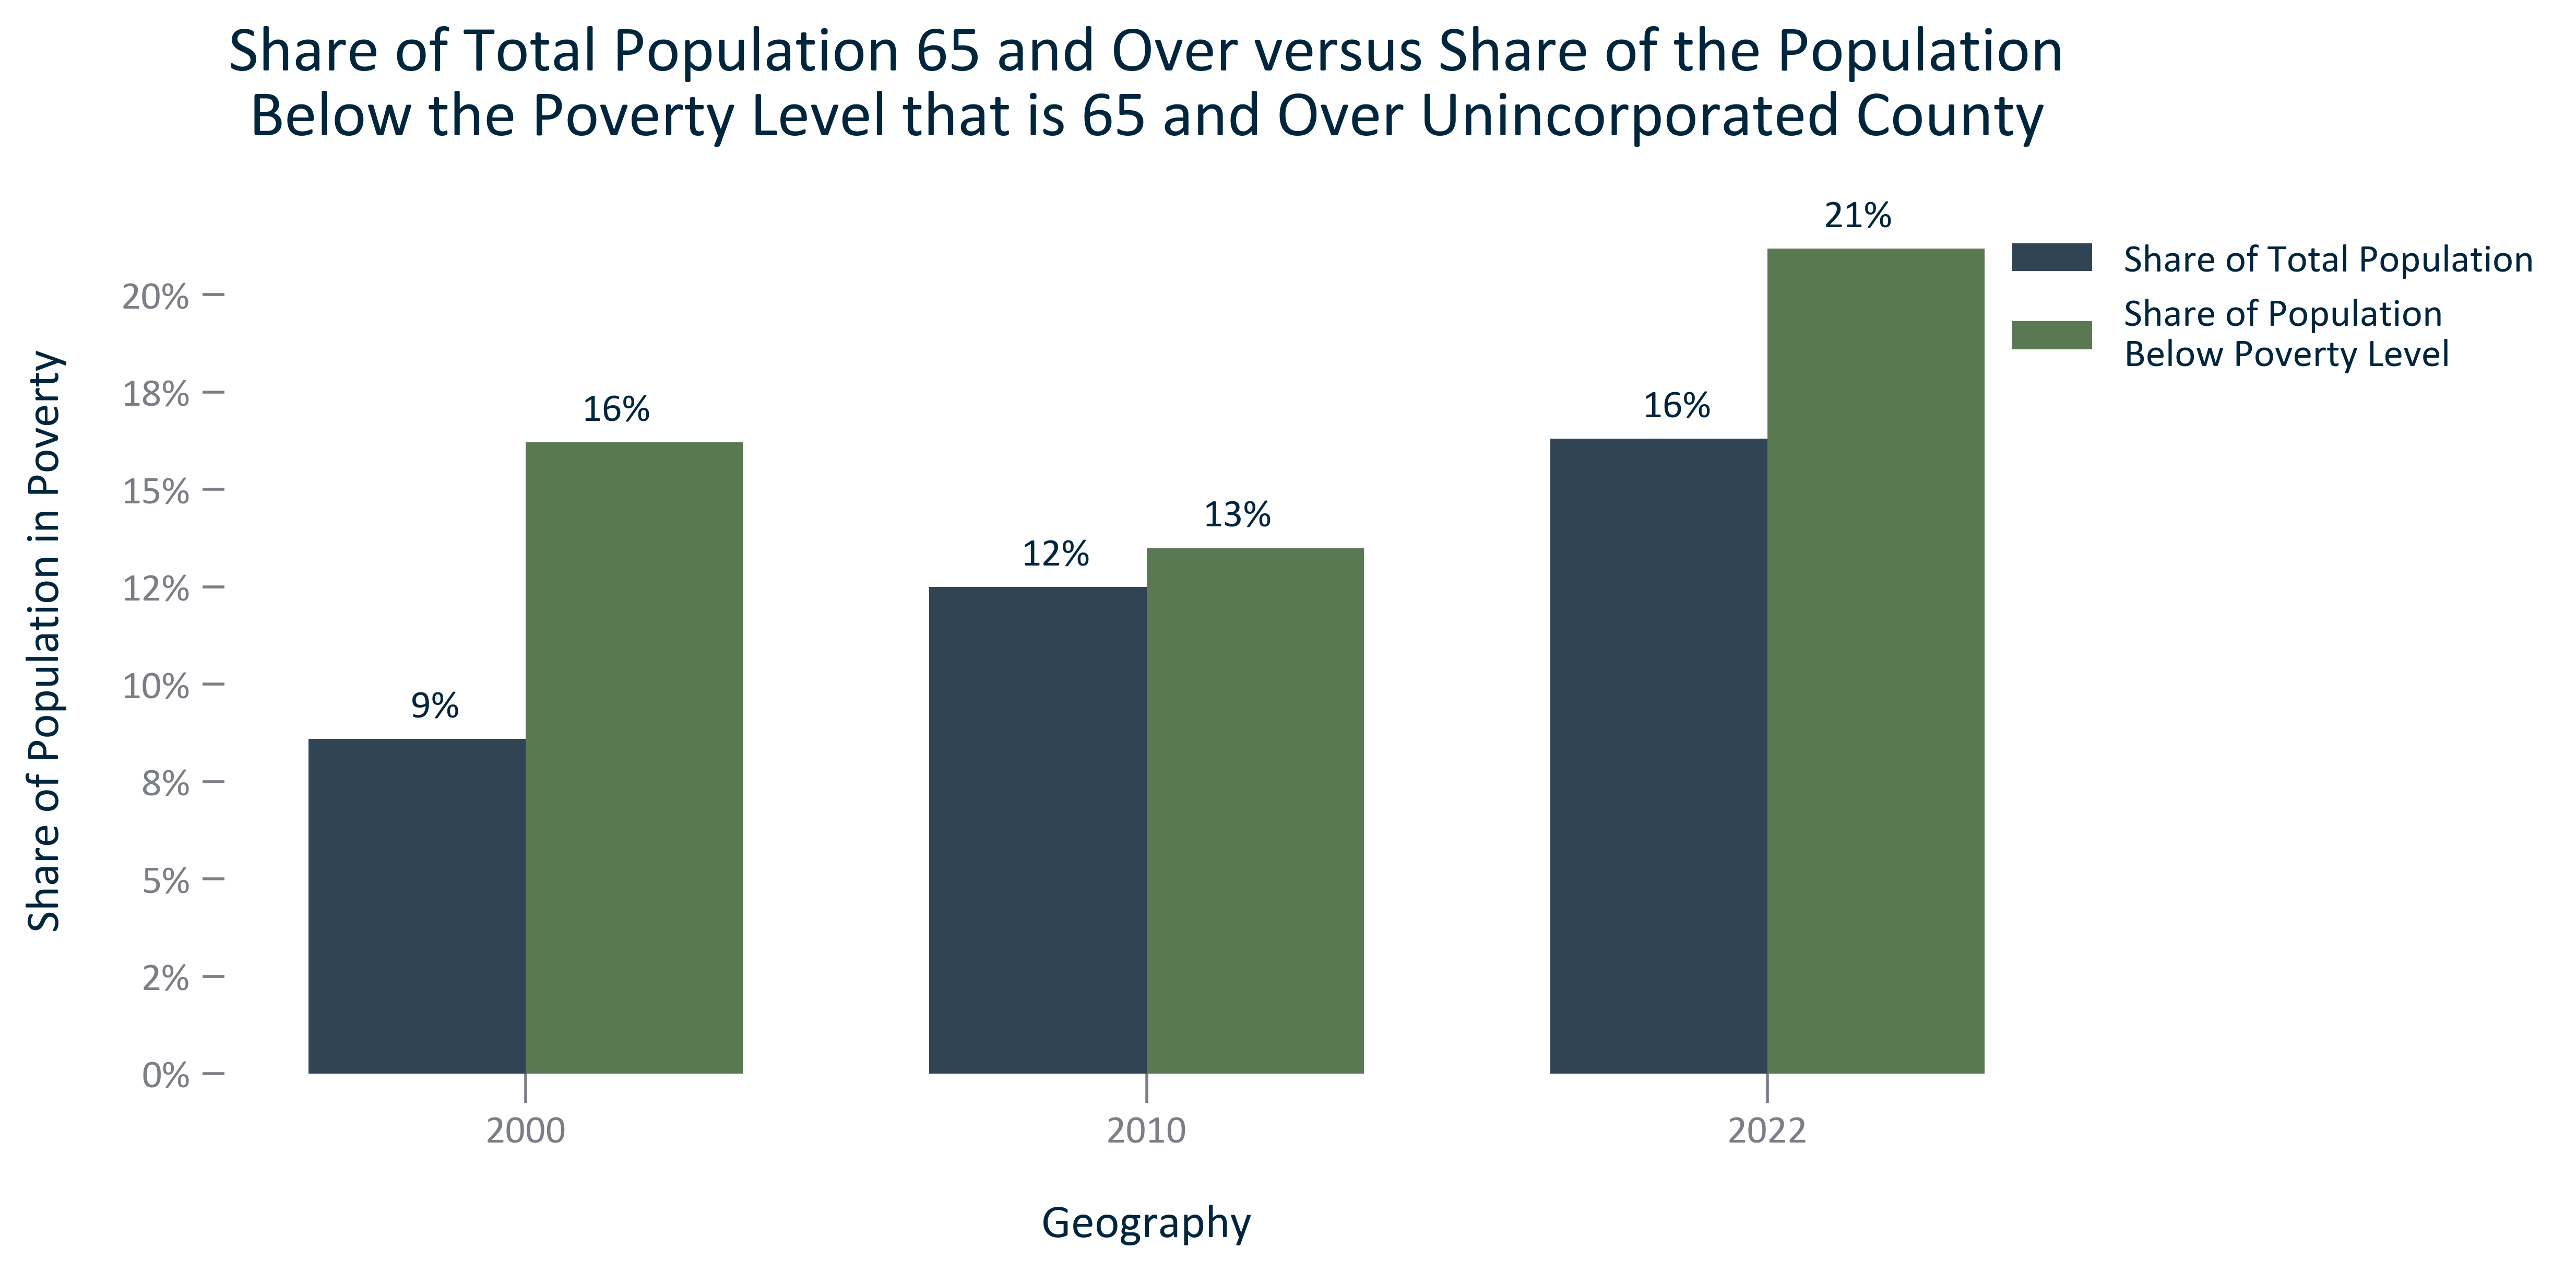 Share of Total Population 65 and Over versus Share of the Population
Below the Poverty Level that is 65 and Over Unincorporated County
Share of Population in Poverty
20%
18%
15%
12%
10%
8%
5%
2%
0%
9%
16%
12%
13%
16%
21%
Share of Total Population
Share of Population
Below Poverty Level
2000
2010
2022
Geography